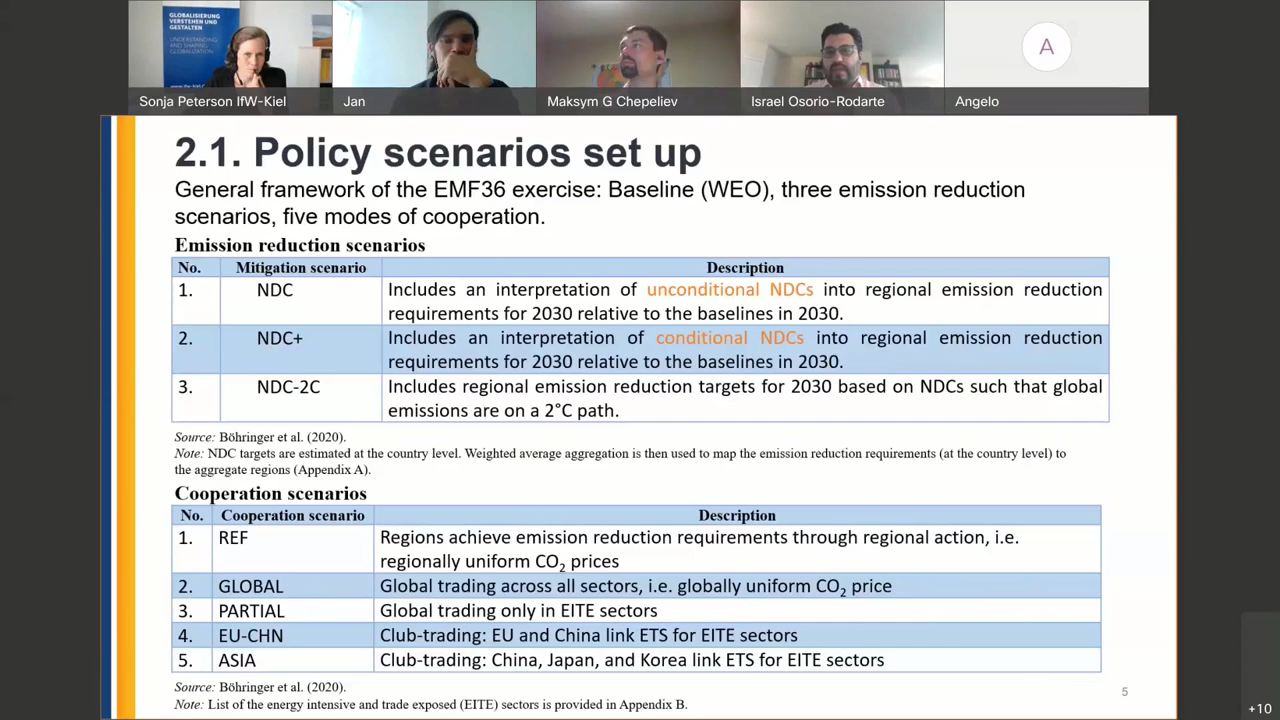 GLOBALISIERUNG
VERSTEHEN UND
GESTALTEN
UNDERSTANDING
AND SHAPING
GLOBALIZATION
A
Sonja Peterson IfW-Kiel
Jan
Maksym G Chepeliev
Israel Osorio-Rodarte
Angelo
2.1. Policy scenarios set up
General framework of the EMF36 exercise: Baseline (WEO), three emission reduction
scenarios, five modes of cooperation.
Emission reduction scenarios
No. Mitigation scenario Description
1. NDC Includes an interpretation of unconditional NDCs into regional emission reduction
requirements for 2030 relative to the baselines in 2030.
2. NDC+ Includes an interpretation of conditional NDCs into regional emission reduction
requirements for 2030 relative to the baselines in 2030.
3. NDC-2C Includes regional emission reduction targets for 2030 based on NDCs such that global
emissions are on a 2°C path.
Source: Böhringer et al. (2020).
Note: NDC targets are estimated at the country level. Weighted average aggregation is then used to map the emission reduction requirements (at the country level) to
the aggregate regions (Appendix A).
Cooperation scenarios
No. Cooperation scenario Description
1. REF Regions achieve emission reduction requirements through regional action, i.e.
regionally uniform CO2 prices
2. GLOBAL Global trading across all sectors, i.e. globally uniform CO2 price
3. PARTIAL Global trading only in EITE sectors
4. EU-CHN Club-trading: EU and China link ETS for EITE sectors
5. ASIA Club-trading: China, Japan, and Korea link ETS for EITE sectors
Source: Böhringer et al. (2020).
Note: List of the energy intensive and trade exposed (EITE) sectors is provided in Appendix B.
5
+10